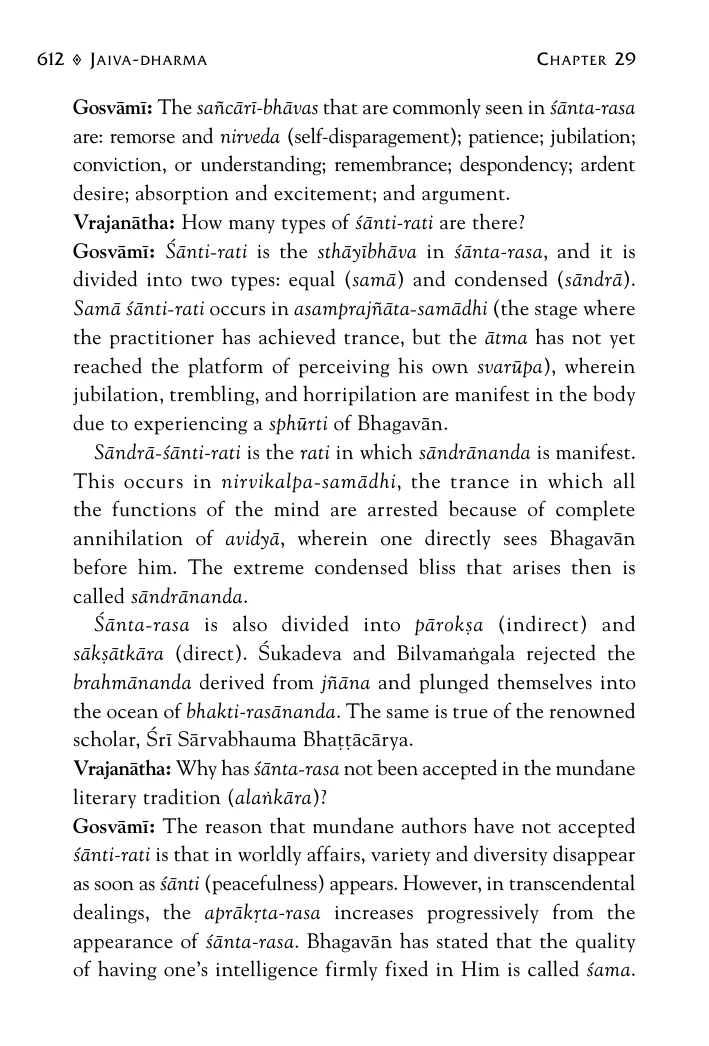 612 ◊ Jaiva-dharma Chapter 29
Gosvāmī: The sañcārī-bhāvas that are commonly seen in śānta-rasa
are: remorse and nirveda (self-disparagement); patience; jubilation;
conviction, or understanding; remembrance; despondency; ardent
desire; absorption and excitement; and argument.
Vrajanātha: How many types of śānti-rati are there?
Gosvāmī: Śānti-rati is the sthāyībhāva in śānta-rasa, and it is
divided into two types: equal (samā) and condensed (sāndrā).
Samā śānti-rati occurs in asamprajñāta-samādhi (the stage where
the practitioner has achieved trance, but the ātma has not yet
reached the platform of perceiving his own svarūpa), wherein
jubilation, trembling, and horripilation are manifest in the body
due to experiencing a sphūrti of Bhagavān.
Sāndrā-śānti-rati is the rati in which sāndrānanda is manifest.
This occurs in nirvikalpa-samādhi, the trance in which all
the functions of the mind are arrested because of complete
annihilation of avidyā, wherein one directly sees Bhagavān
before him. The extreme condensed bliss that arises then is
called sāndrānanda.
Śānta-rasa is also divided into pārokṣa (indirect) and
sākṣātkāra (direct). Śukadeva and Bilvamaṅgala rejected the
brahmānanda derived from jñāna and plunged themselves into
the ocean of bhakti-rasānanda. The same is true of the renowned
scholar, Śrī Sārvabhauma Bhaṭṭācārya.
Vrajanātha: Why has śānta-rasa not been accepted in the mundane
literary tradition (alaṅkāra)?
Gosvāmī: The reason that mundane authors have not accepted
śānti-rati is that in worldly affairs, variety and diversity disappear
as soon as śānti (peacefulness) appears. However, in transcendental
dealings, the aprākṛta-rasa increases progressively from the
appearance of śānta-rasa. Bhagavān has stated that the quality
of having one's intelligence firmly fixed in Him is called śama.